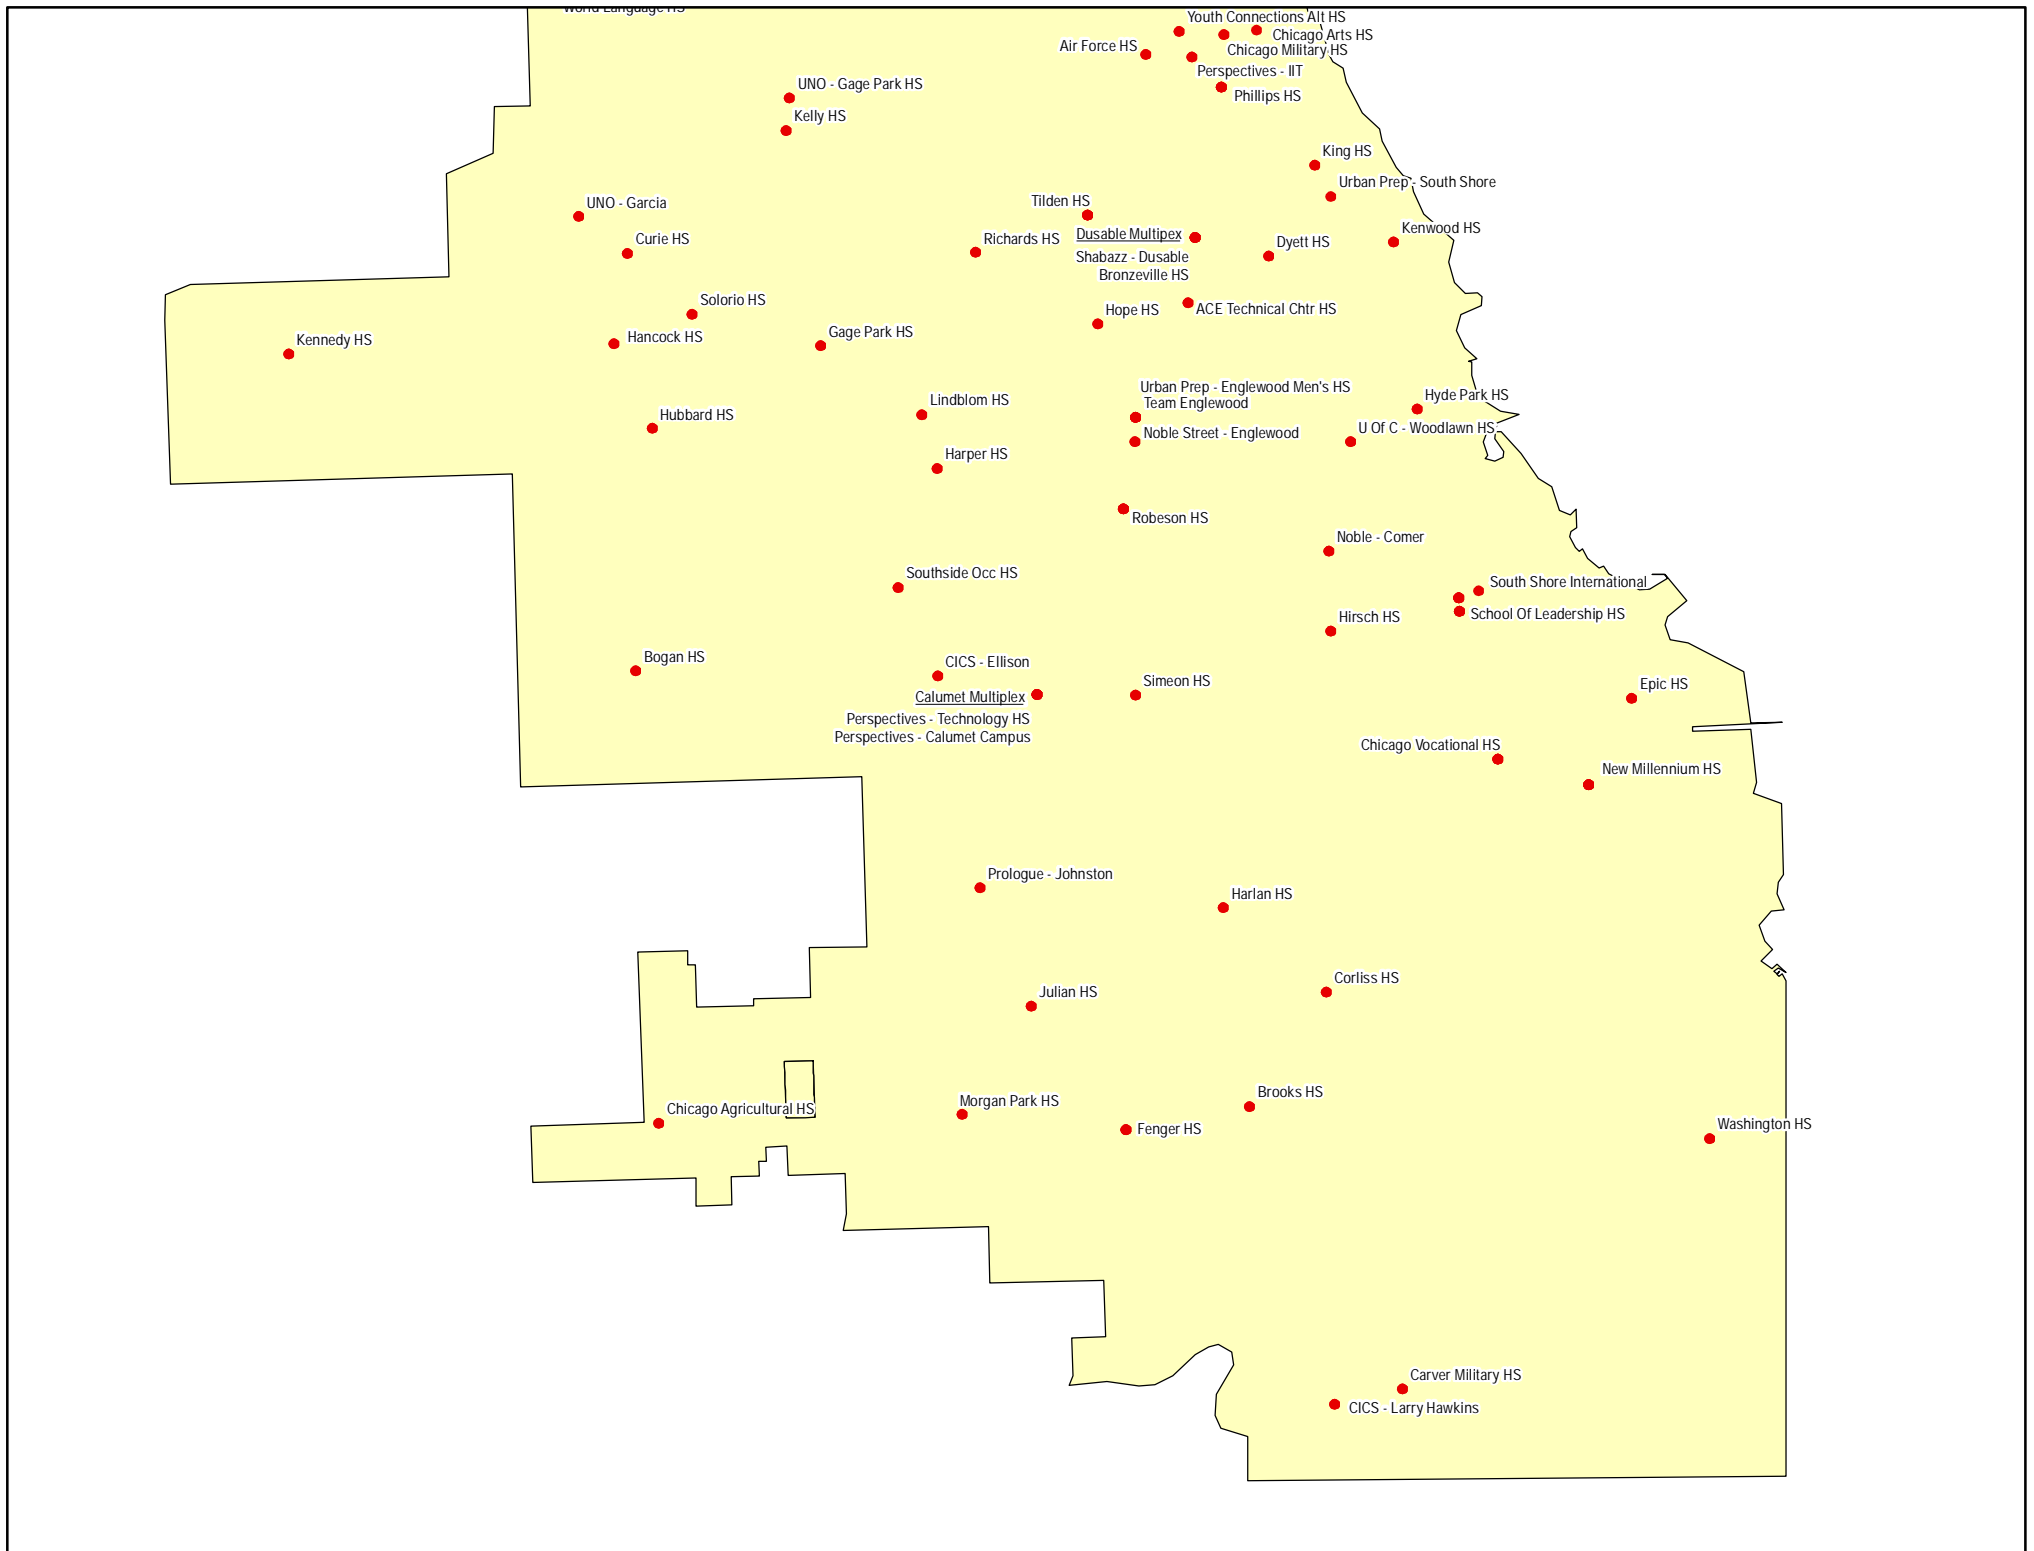 World Language HS
Youth Connections Alt HS
Chicago Arts HS
Air Force HS
Chicago Military HS
Perspectives - IIT
UNO - Gage Park HS
Phillips HS
Kelly HS
King HS
Urban Prep - South Shore
UNO - Garcia
Tilden HS
Kenwood HS
Dusable Multipex
Curie HS
Richards HS
Dyett HS
Shabazz - Dusable
Bronzeville HS
Solorio HS
ACE Technical Chtr HS
Hope HS
Gage Park HS
Hancock HS
Kennedy HS
Urban Prep - Englewood Men's HS
Hyde Park HS
Lindblom HS
Team Englewood
Hubbard HS
U Of C - Woodlawn HS
Noble Street - Englewood
Harper HS
Robeson HS
Noble - Comer
Southside Occ HS
South Shore International
School Of Leadership HS
Hirsch HS
Bogan HS
CICS - Ellison
Simeon HS
Epic HS
Calumet Multiplex
Perspectives - Technology HS
Perspectives - Calumet Campus
Chicago Vocational HS
New Millennium HS
Prologue - Johnston
Harlan HS
Corliss HS
Julian HS
Brooks HS
Morgan Park HS
Chicago Agricultural HS
Washington HS
Fenger HS
Carver Military HS
CICS - Larry Hawkins